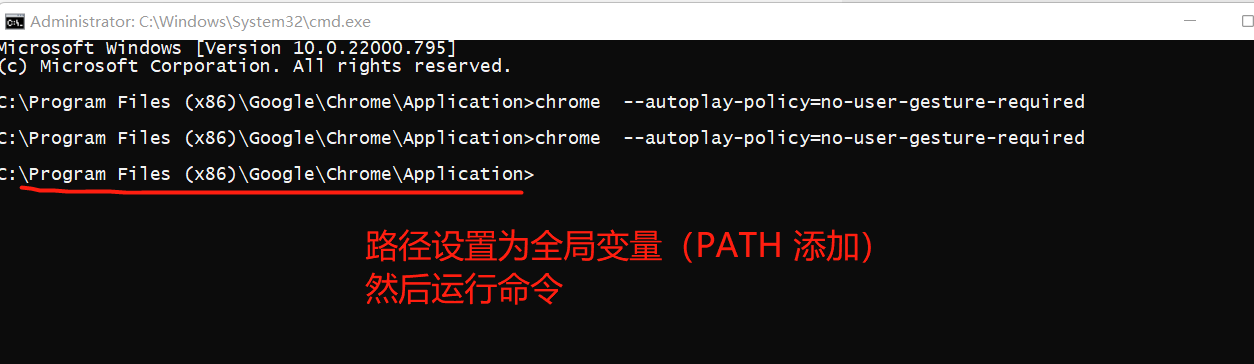 Administrator: C:\Windows\System32\cmd.exe
Microsoft Windows [Version 10.0.22000.795]
(c) Microsoft Corporation. All rights reserved.
C:\Program Files (x86)\Google\Chrome\Application>chrome  --autoplay-policy=no-user-gesture-required
C:\Program Files (x86)\Google\Chrome\Application>chrome  --autoplay-policy=no-user-gesture-required
C:\Program Files (x86)\Google\Chrome\Application>
路径设置为全局变量（PATH 添加）
然后运行命令